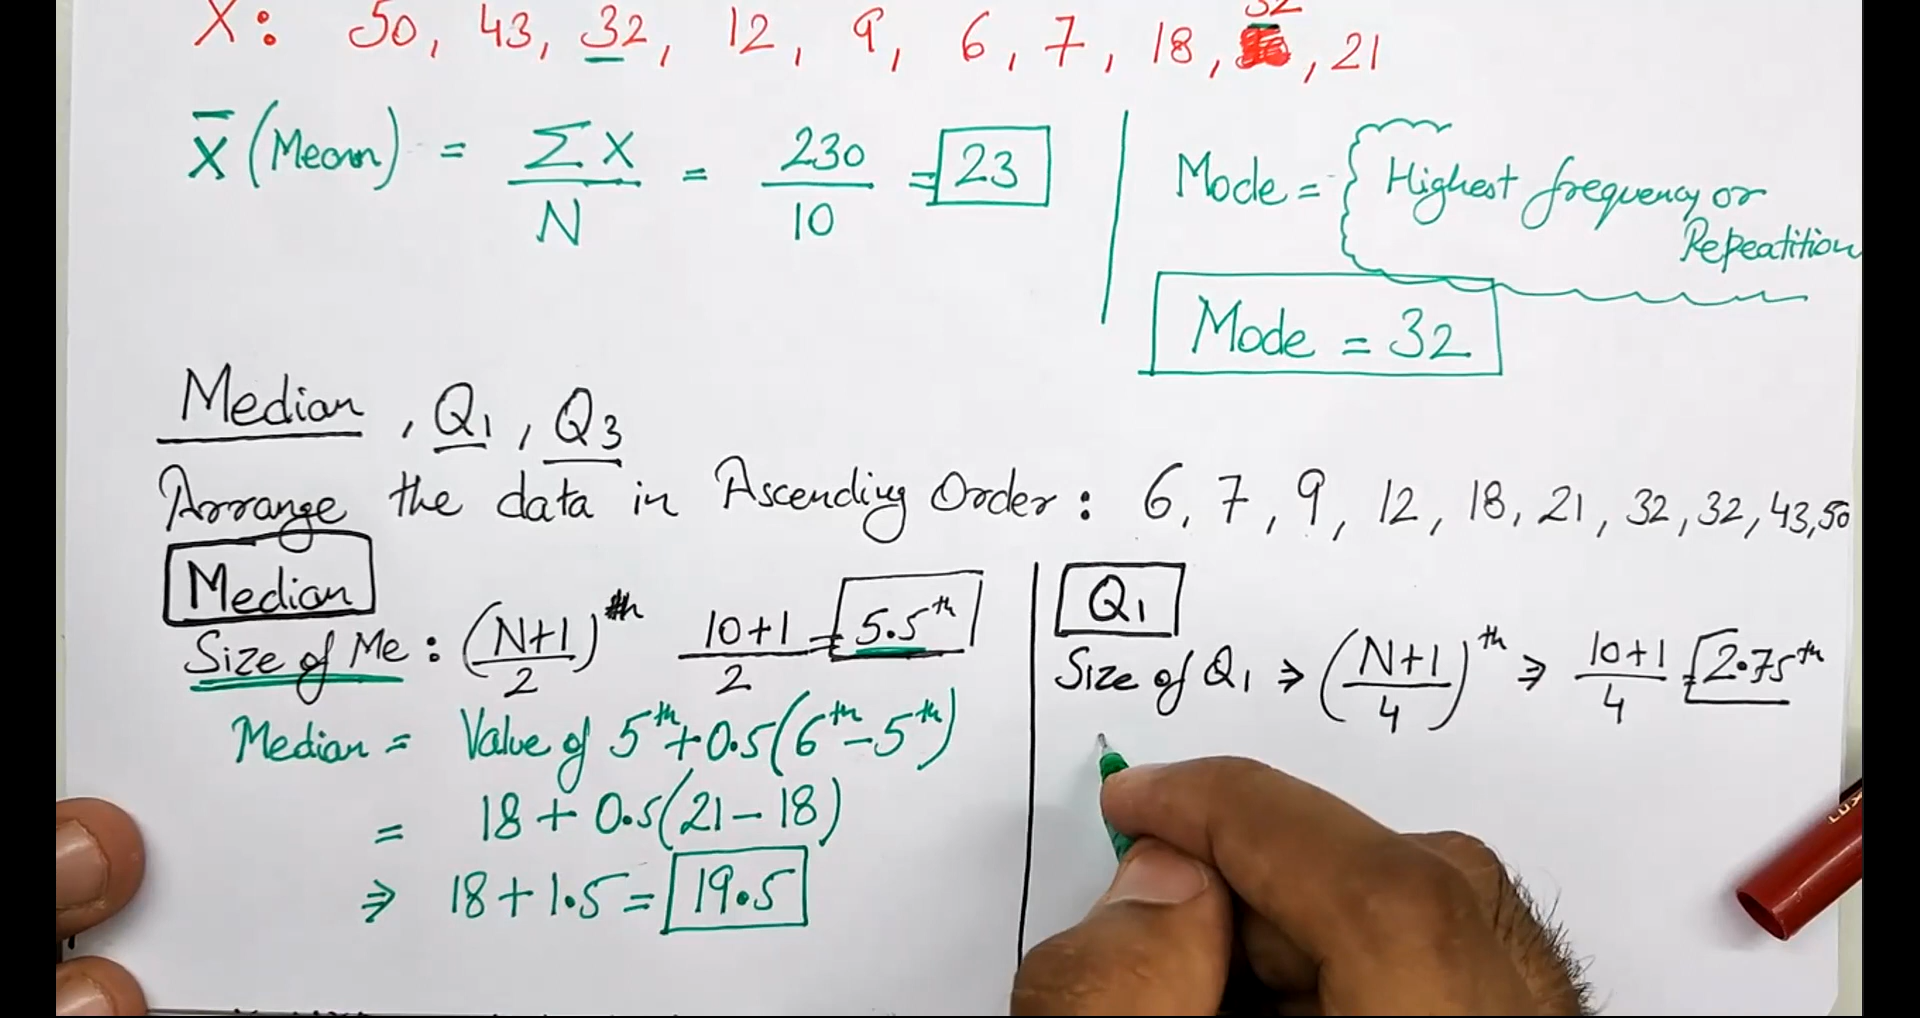 X: 50, 43, 32, 12, 9, 6, 7, 18, 32, 21
X̄ (Mean) = ΣX/N = 230/10 = 23
Mode = { Highest frequency or
Repeatition
Mode = 32
Median, Q1, Q3
Arrange the data in Ascending Order: 6, 7, 9, 12, 18, 21, 32, 32, 43, 50
Median
Size of Me: (N+1/2)th 10+1/2 = 5.5th
Median = Value of 5th + 0.5(6th - 5th)
= 18 + 0.5(21 - 18)
⇒ 18 + 1.5 = 19.5
Q1
Size of Q1 ⇒ (N+1/4)th ⇒ 10+1/4 = 2.75th